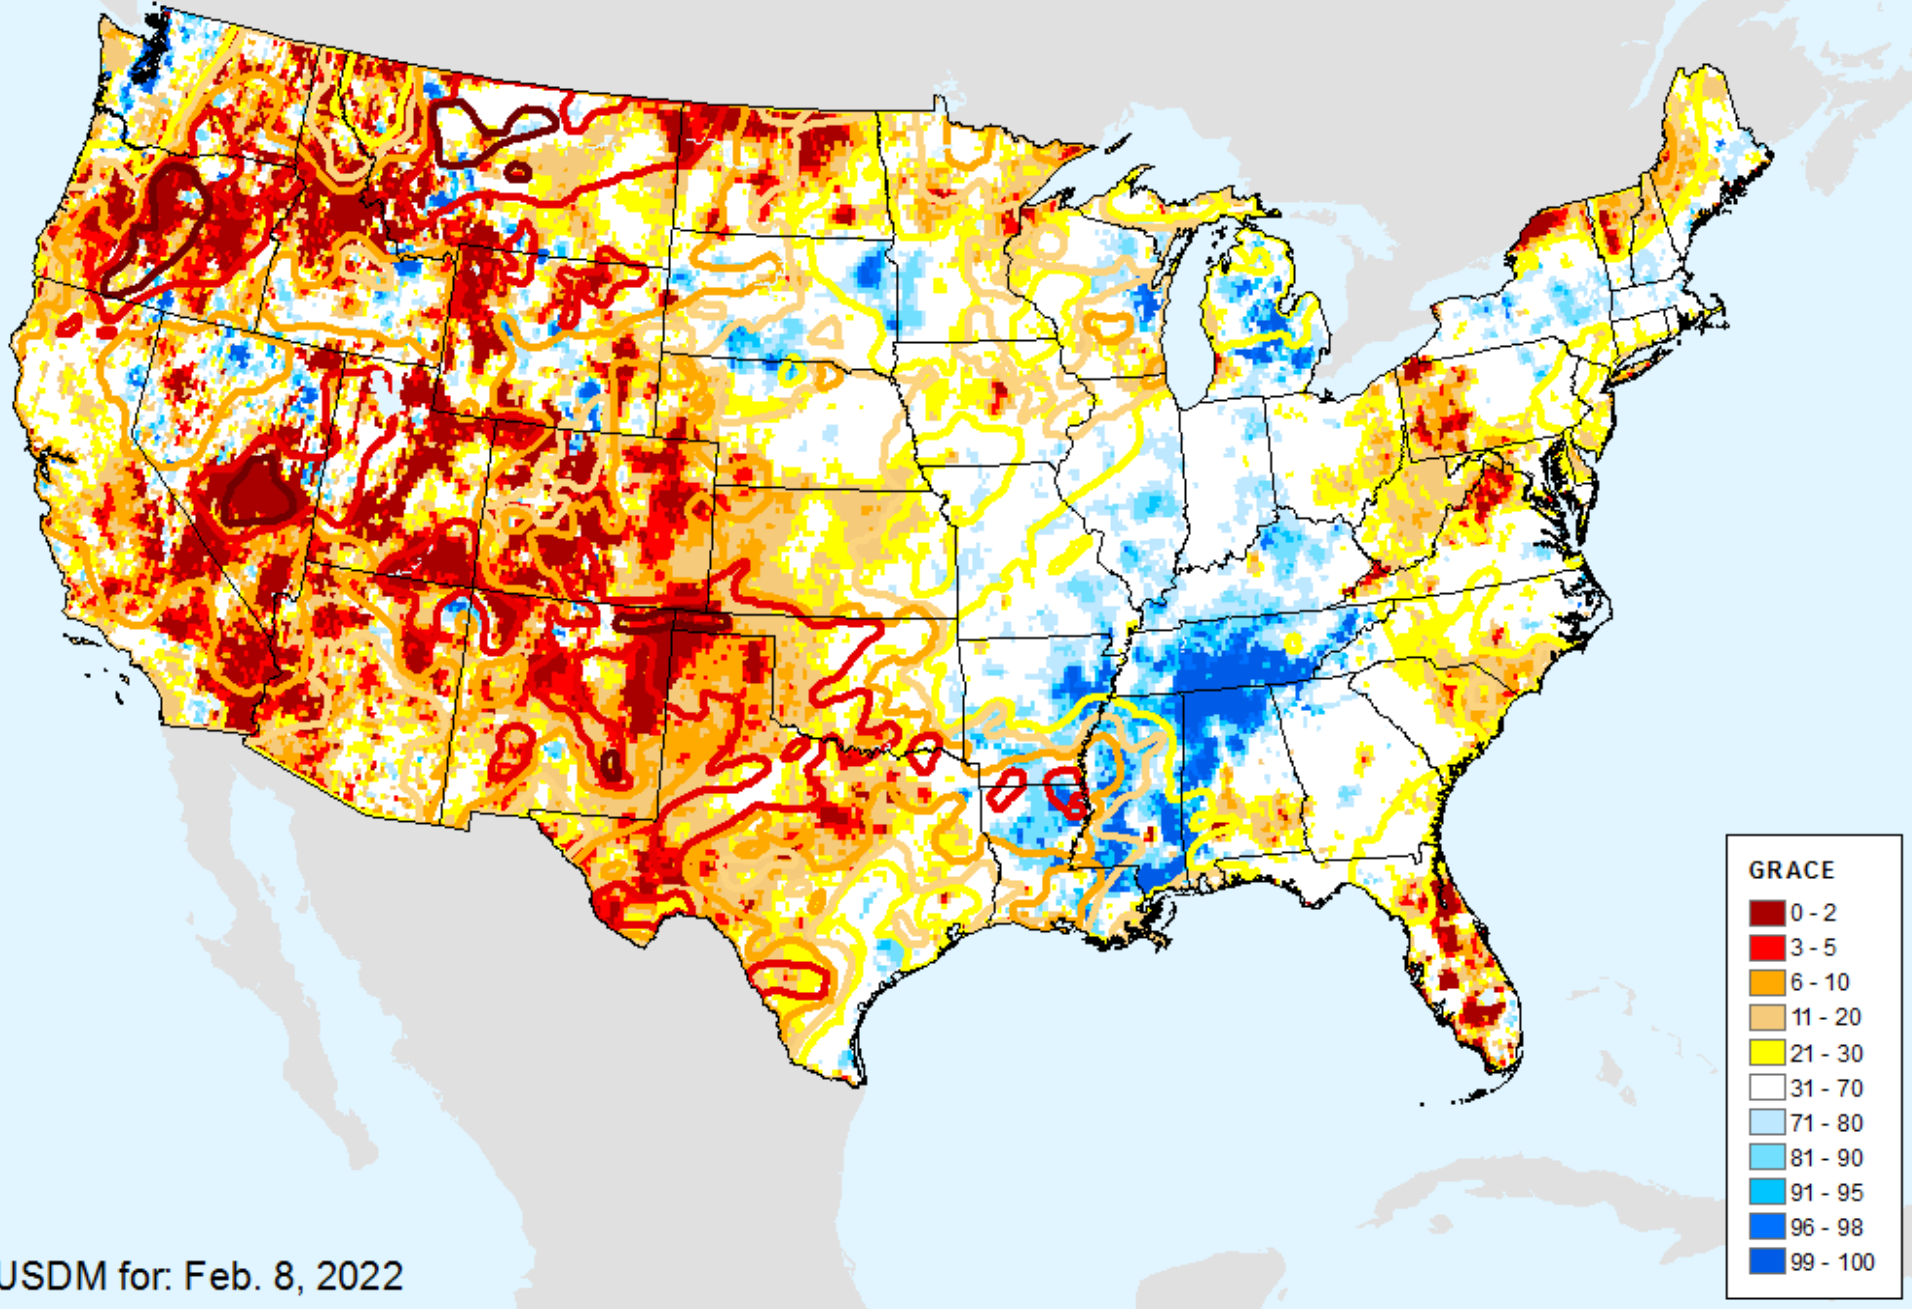 GRACE
0 - 2
3 - 5
6 - 10
11 - 20
21 - 30
31 - 70
71 - 80
81 - 90
91 - 95
96 - 98
99 - 100
USDM for: Feb. 8, 2022